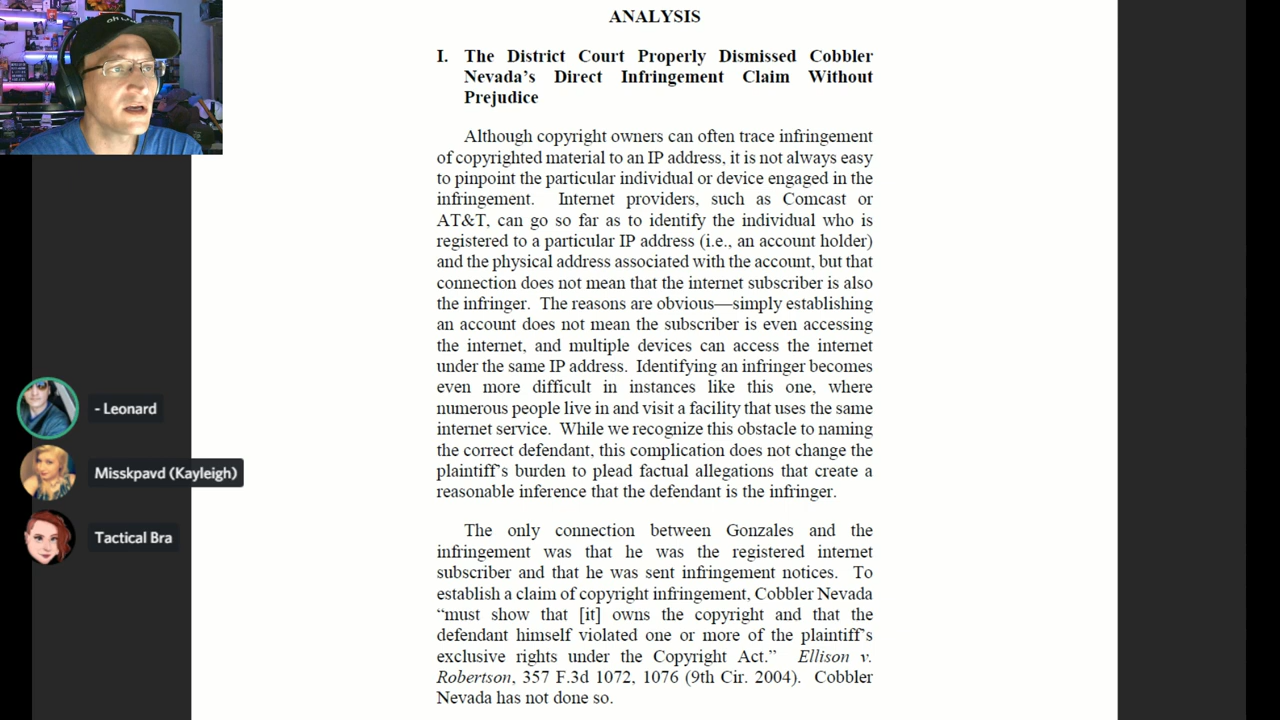 ANALYSIS
I. The District Court Properly Dismissed Cobbler
Nevada’s Direct Infringement Claim Without
Prejudice
Although copyright owners can often trace infringement
of copyrighted material to an IP address, it is not always easy
to pinpoint the particular individual or device engaged in the
infringement. Internet providers, such as Comcast or
AT&T, can go so far as to identify the individual who is
registered to a particular IP address (i.e., an account holder)
and the physical address associated with the account, but that
connection does not mean that the internet subscriber is also
the infringer. The reasons are obvious—simply establishing
an account does not mean the subscriber is even accessing
the internet, and multiple devices can access the internet
under the same IP address. Identifying an infringer becomes
even more difficult in instances like this one, where
numerous people live in and visit a facility that uses the same
internet service. While we recognize this obstacle to naming
the correct defendant, this complication does not change the
plaintiff’s burden to plead factual allegations that create a
reasonable inference that the defendant is the infringer.
The only connection between Gonzales and the
infringement was that he was the registered internet
subscriber and that he was sent infringement notices. To
establish a claim of copyright infringement, Cobbler Nevada
“must show that [it] owns the copyright and that the
defendant himself violated one or more of the plaintiff’s
exclusive rights under the Copyright Act.” Ellison v.
Robertson, 357 F.3d 1072, 1076 (9th Cir. 2004). Cobbler
Nevada has not done so.
- Leonard
Misskpavd (Kayleigh)
Tactical Bra